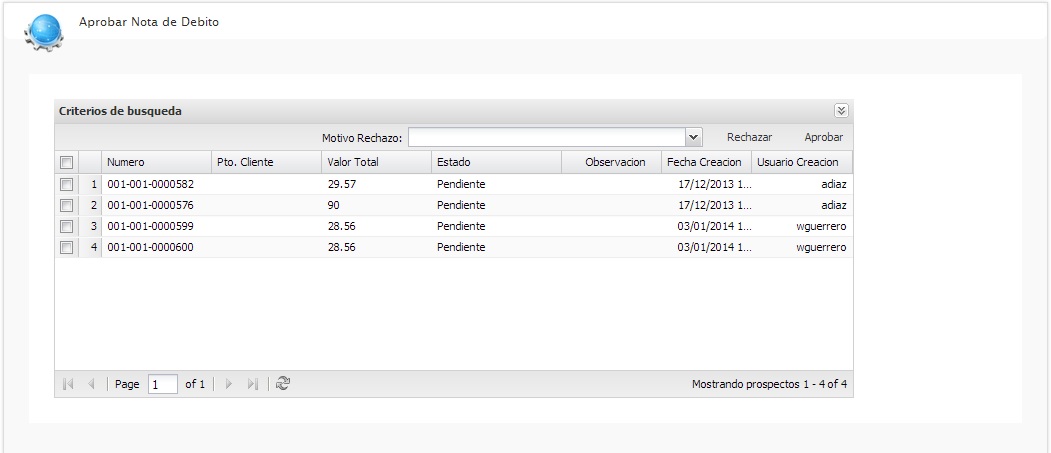 Aprobar Nota de Debito
Criterios de busqueda
Motivo Rechazo: Rechazar Aprobar
Numero Pto. Cliente Valor Total Estado Observacion Fecha Creacion Usuario Creacion
1 001-001-0000582 29.57 Pendiente 17/12/2013 1... adiaz
2 001-001-0000576 90 Pendiente 17/12/2013 1... adiaz
3 001-001-0000599 28.56 Pendiente 03/01/2014 1... wguerrero
4 001-001-0000600 28.56 Pendiente 03/01/2014 1... wguerrero
Page 1 of 1 Mostrando prospectos 1 - 4 of 4